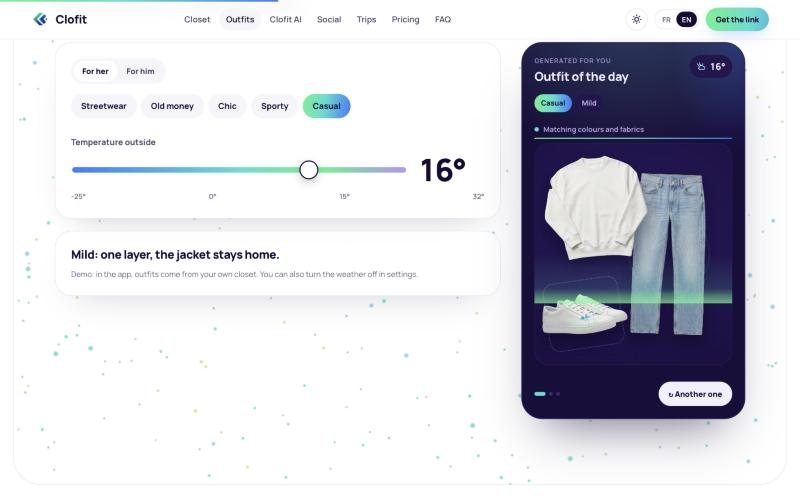 Clofit
Closet Outfits Clofit AI Social Trips Pricing FAQ
FR EN
Get the link
For her For him
Streetwear Old money Chic Sporty Casual
Temperature outside
16°
-25° 0° 15° 32°
Mild: one layer, the jacket stays home.
Demo: in the app, outfits come from your own closet. You can also turn the weather off in settings.
GENERATED FOR YOU
Outfit of the day
16°
Casual Mild
Matching colours and fabrics
↻ Another one